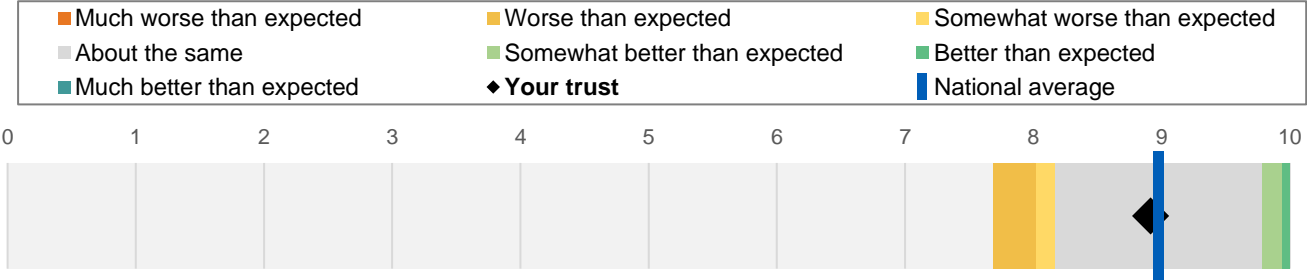 Much worse than expected Worse than expected Somewhat worse than expected
About the same Somewhat better than expected Better than expected
Much better than expected Your trust National average
0 1 2 3 4 5 6 7 8 9 10